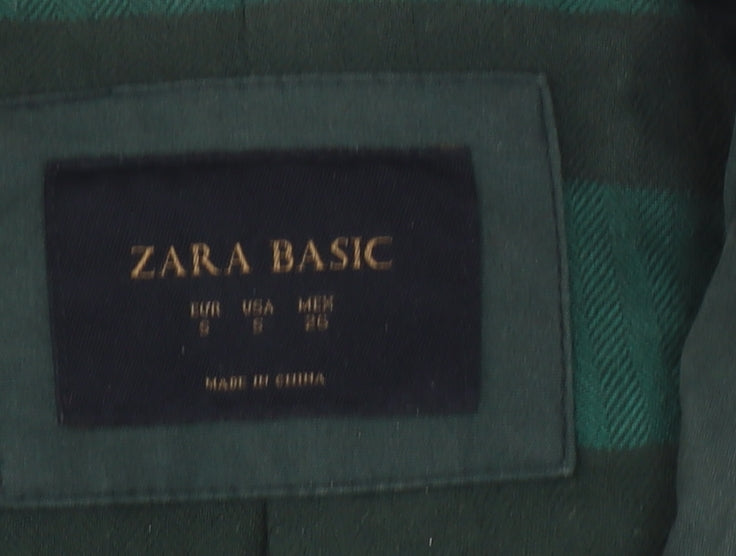 ZARA BASIC
EUR USA MEX
S S 26
MADE IN CHINA